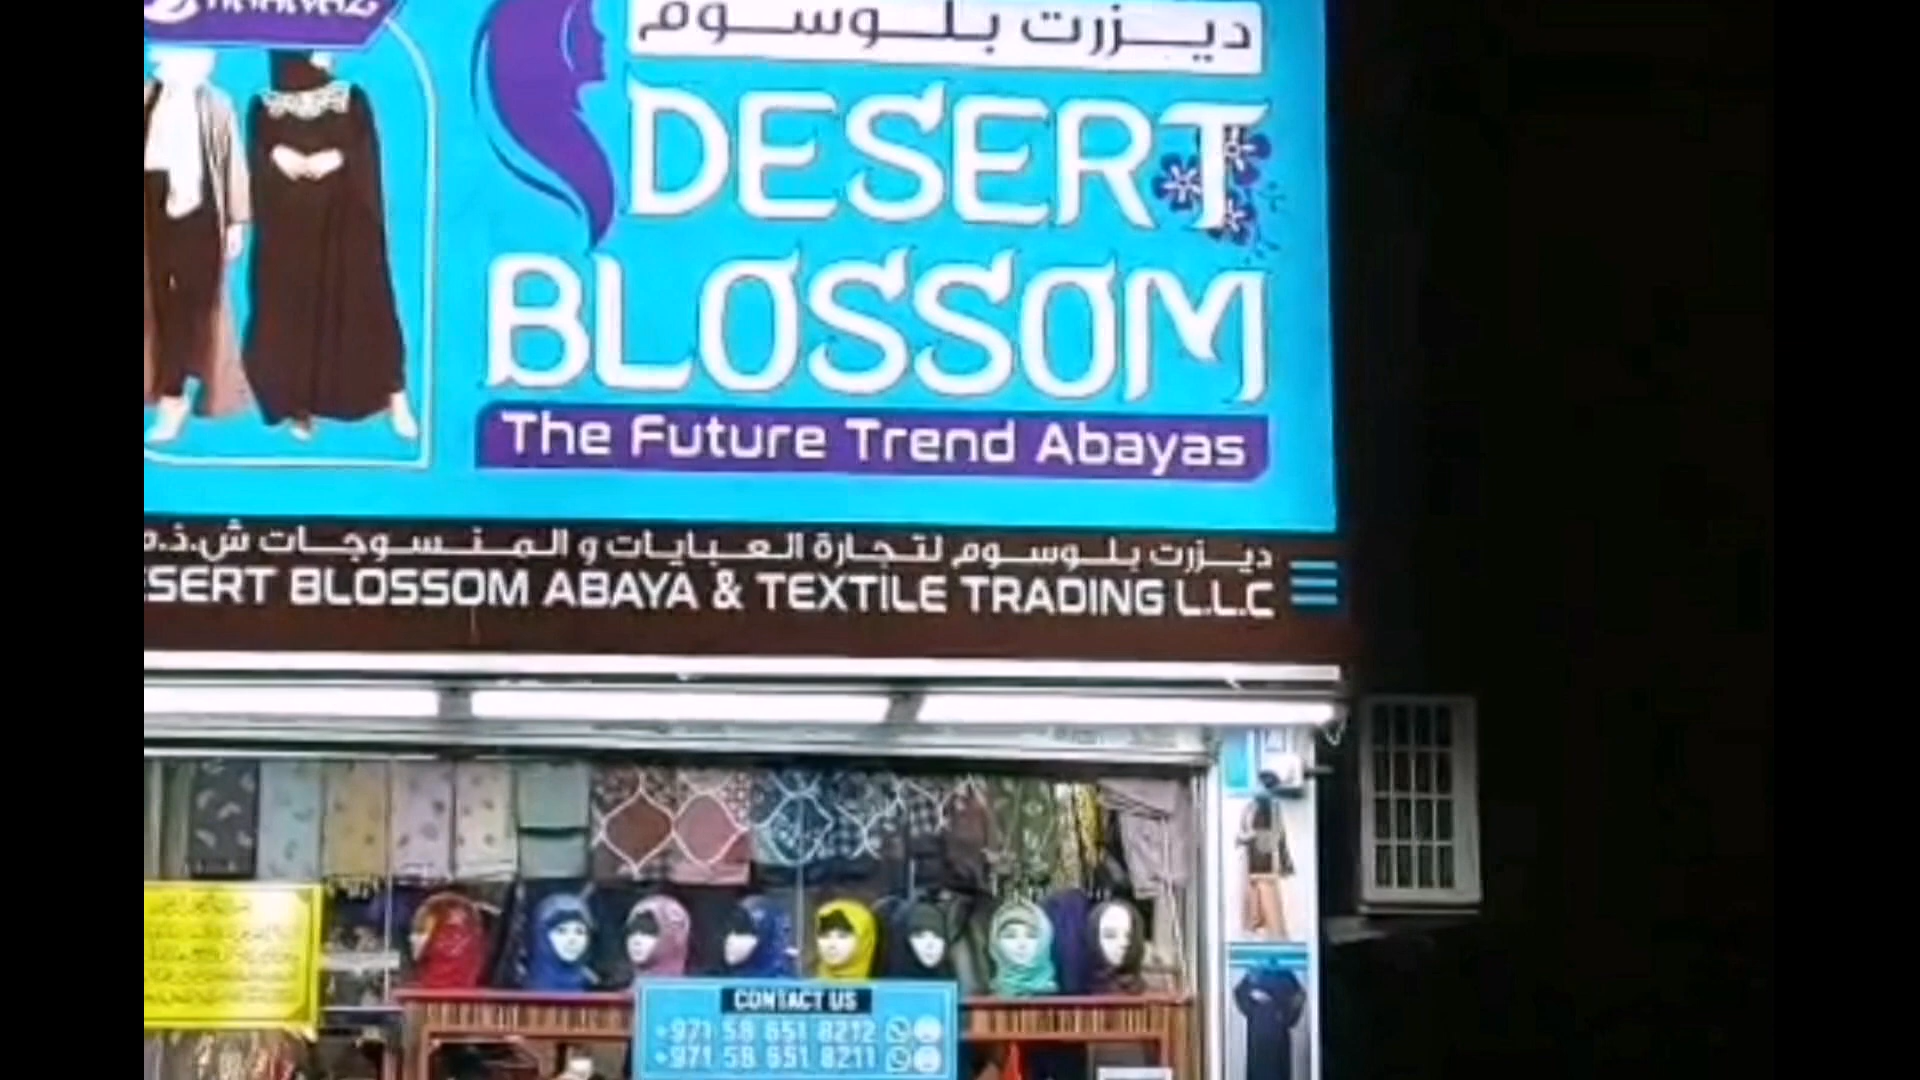 ديزرت بلوسوم
DESERT
BLOSSOM
The Future Trend Abayas
ديزرت بلوسوم لتجارة العبايات و المنسوجات ش.ذ.م
SERT BLOSSOM ABAYA & TEXTILE TRADING L.L.C
CONTACT US
+971 58 651 8212
+971 58 651 8211